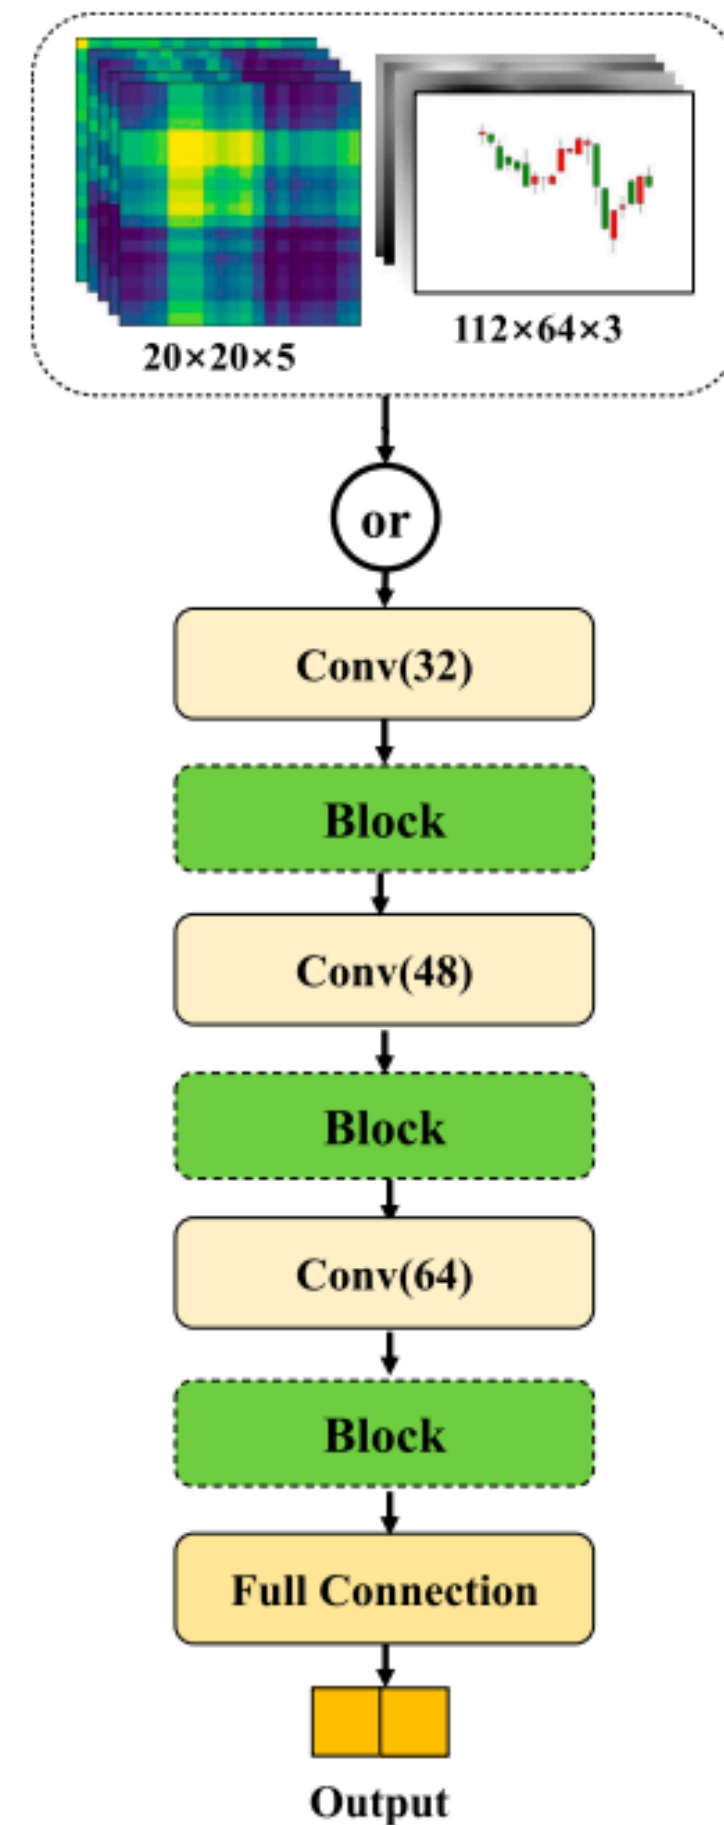 20×20×5
112×64×3
or
Conv(32)
Block
Conv(48)
Block
Conv(64)
Block
Full Connection
Output